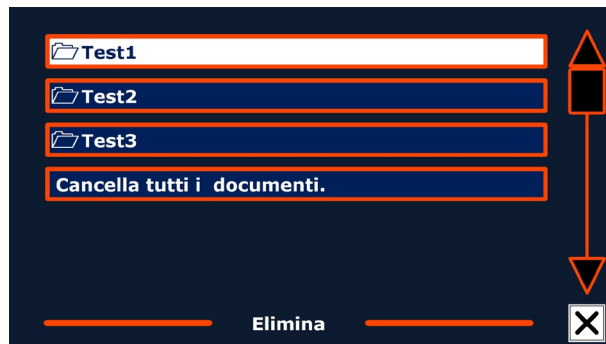 Test1
Test2
Test3
Cancella tutti i documenti.
Elimina